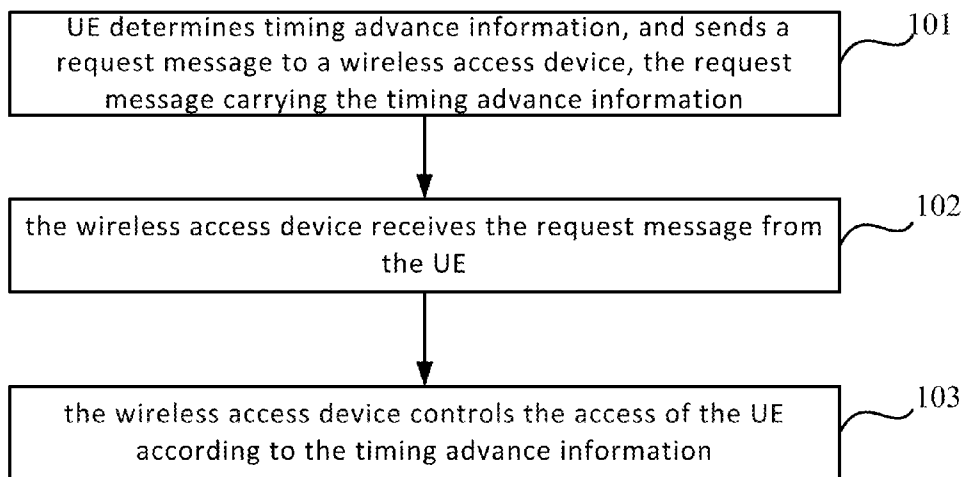 UE determines timing advance information, and sends a
request message to a wireless access device, the request
message carrying the timing advance information
101
the wireless access device receives the request message from
the UE
102
the wireless access device controls the access of the UE
according to the timing advance information
103